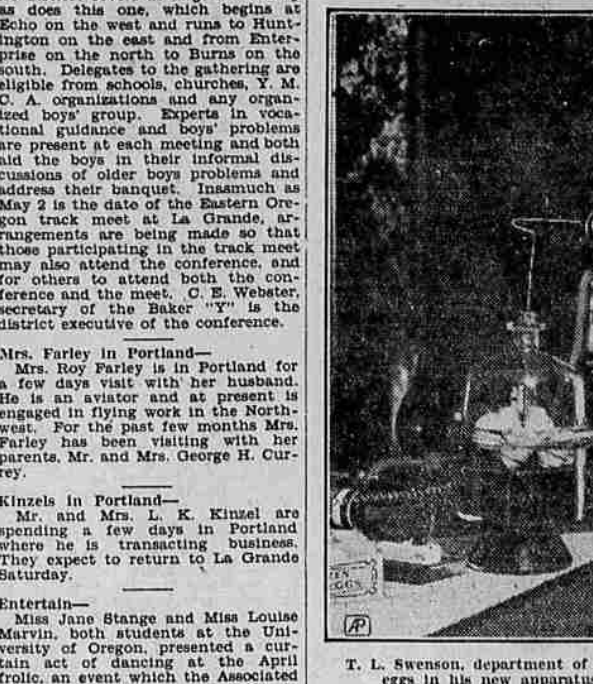 as does this one, which begins at
Echo on the west and runs to Hunt-
ington on the east and from Enter-
prise on the north to Burns on the
south. Delegates to the gathering are
eligible from schools, churches, Y. M.
C. A. organizations and any organ-
ized boys' group. Experts in voca-
tional guidance and boys' problems
are present at each meeting and both
aid the boys in their informal dis-
cussions of older boys problems and
address their banquet. Inasmuch as
May 2 is the date of the Eastern Ore-
gon track meet at La Grande, ar-
rangements are being made so that
those participating in the track meet
may also attend the conference, and
for others to attend both the con-
ference and the meet. C. E. Webster,
secretary of the Baker "Y" is the
district executive of the conference.
Mrs. Farley in Portland—
Mrs. Roy Farley is in Portland for
a few days visit with her husband.
He is an aviator and at present is
engaged in flying work in the North-
west. For the past few months Mrs.
Farley has been visiting with her
parents, Mr. and Mrs. George H. Cur-
rey.
Kinzels in Portland—
Mr. and Mrs. L. K. Kinzel are
spending a few days in Portland
where he is transacting business.
They expect to return to La Grande
Saturday.
Entertain—
Miss Jane Stange and Miss Louise
Marvin, both students at the Uni-
versity of Oregon, presented a cur-
tain act of dancing at the April
frolic, an event which the Associated
EGGS
AP
T. L. Swenson, department of
eggs in his new apparatus